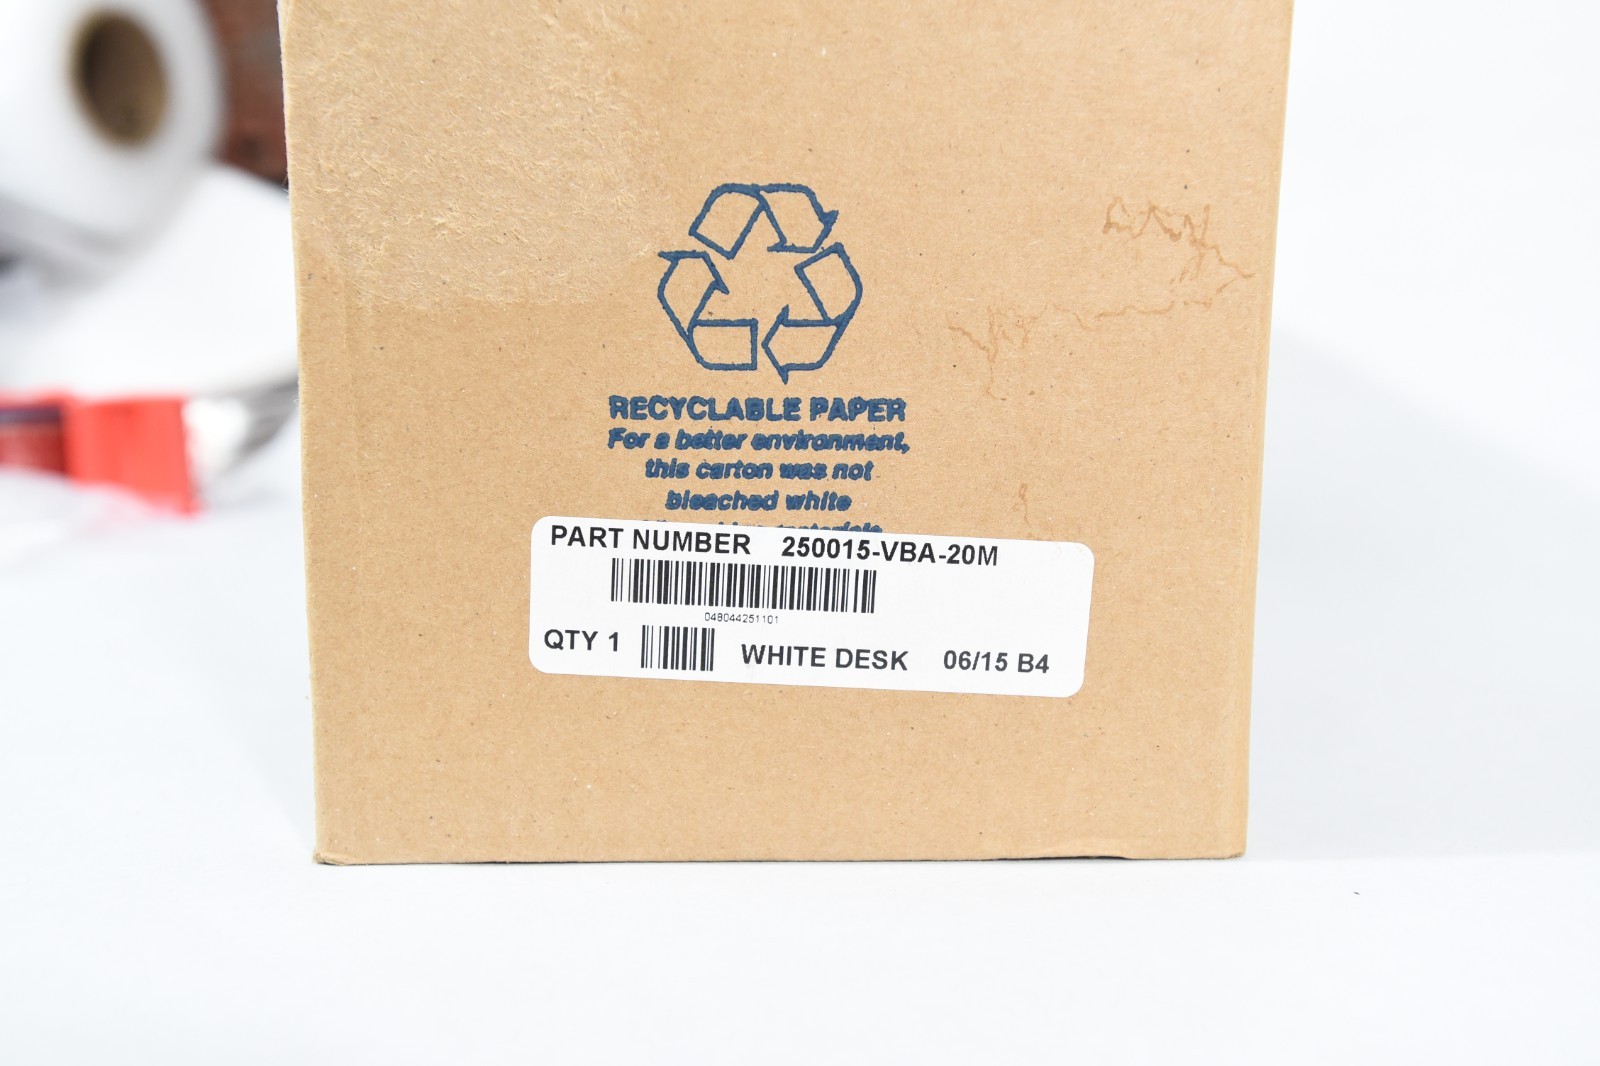 RECYCLABLE PAPER
For a better environment,
this carton was not
bleached white
PART NUMBER 250015-VBA-20M
048044251101
QTY 1 WHITE DESK 06/15 B4